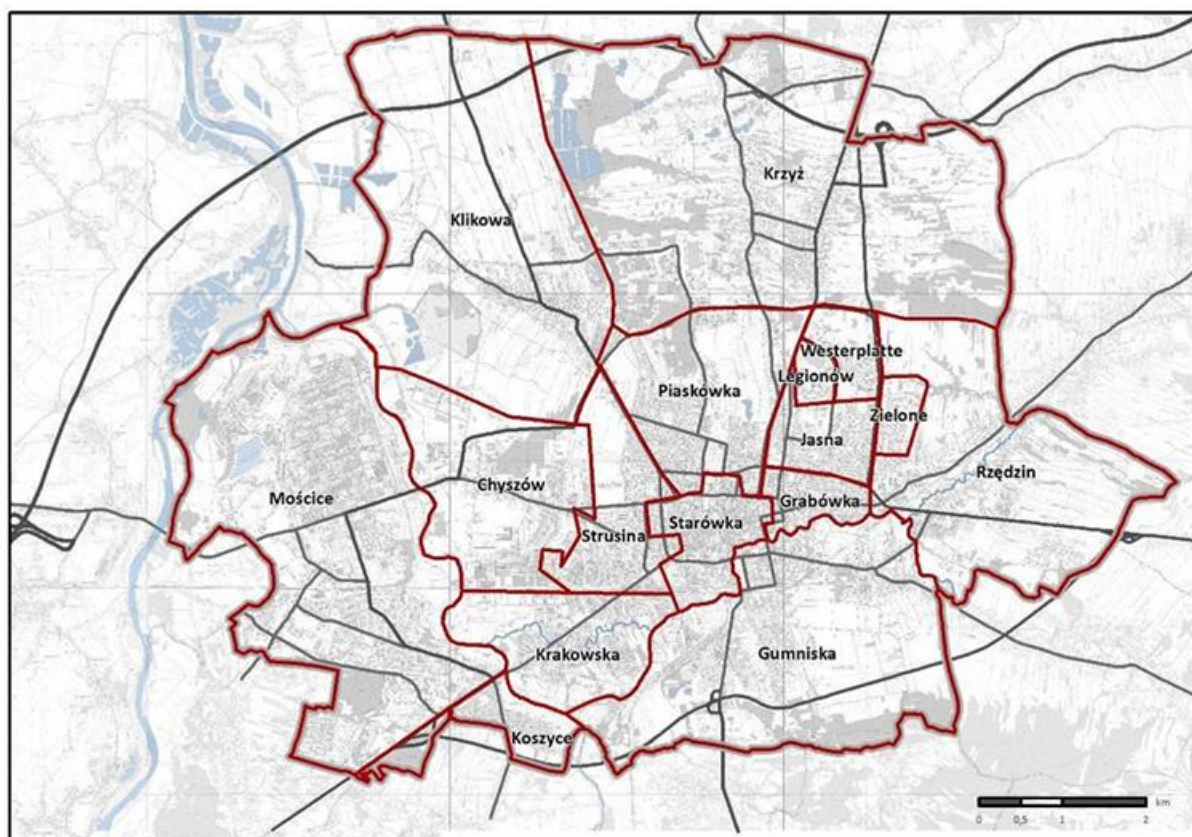 Krzyż
Klikowa
Westerplatte
Legionów
Piaskówka
Zielone
Jasna
Rzędzin
Chyszów
Mościce
Grabówka
Starówka
Strusina
Krakowska
Gumniska
Koszyce
km
0 0,5 1 2